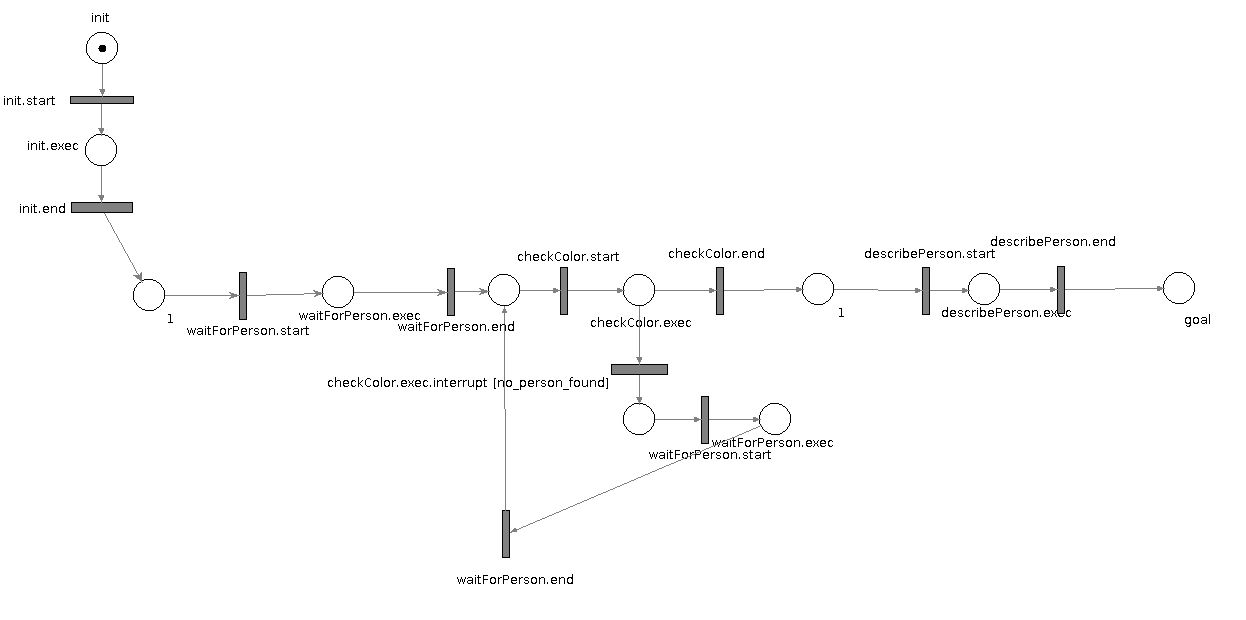 init
init.start
init.exec
init.end
1
waitForPerson.start
waitForPerson.exec
waitForPerson.end
checkColor.start
checkColor.exec
checkColor.end
1
describePerson.start
describePerson.exec
describePerson.end
goal
checkColor.exec.interrupt [no_person_found]
waitForPerson.start
waitForPerson.exec
waitForPerson.end